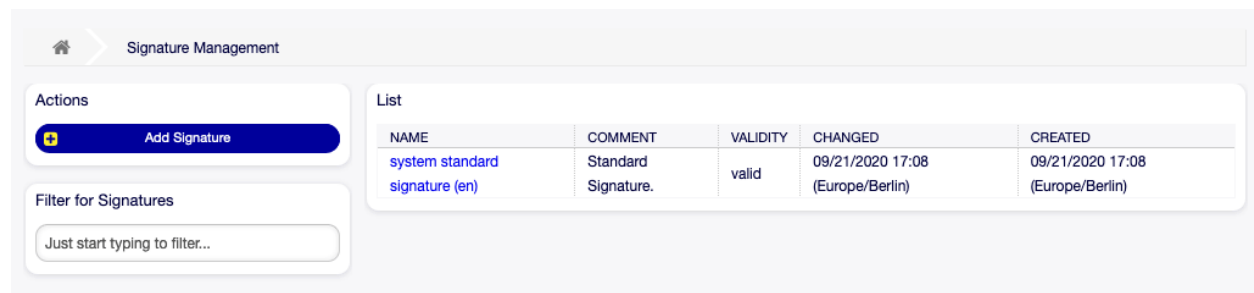 Signature Management
Actions
Add Signature
Filter for Signatures
Just start typing to filter...
List
NAME COMMENT VALIDITY CHANGED CREATED
system standard Standard valid 09/21/2020 17:08 09/21/2020 17:08
signature (en) Signature. (Europe/Berlin) (Europe/Berlin)